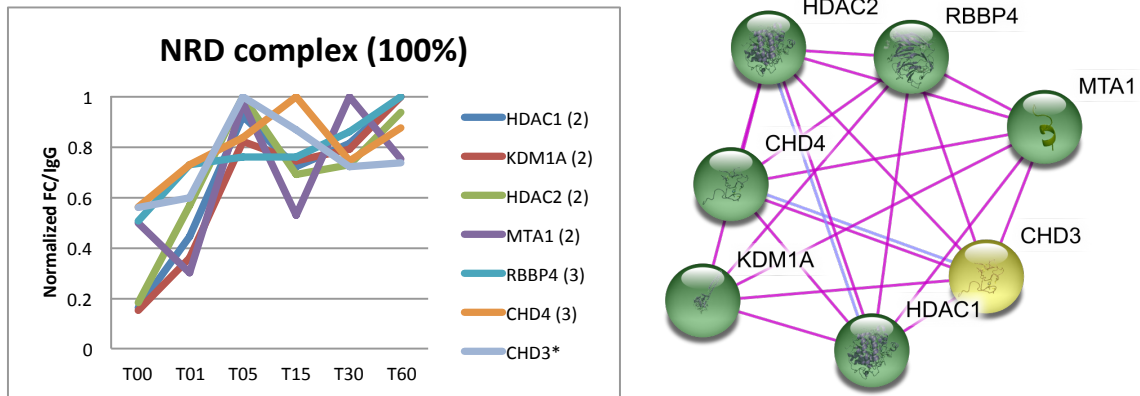 NRD complex (100%)
Normalized FC/IgG
1
0.8
0.6
0.4
0.2
0
T00 T01 T05 T15 T30 T60
HDAC1 (2)
KDM1A (2)
HDAC2 (2)
MTA1 (2)
RBBP4 (3)
CHD4 (3)
CHD3*
HDAC2
RBBP4
MTA1
CHD4
CHD3
KDM1A
HDAC1